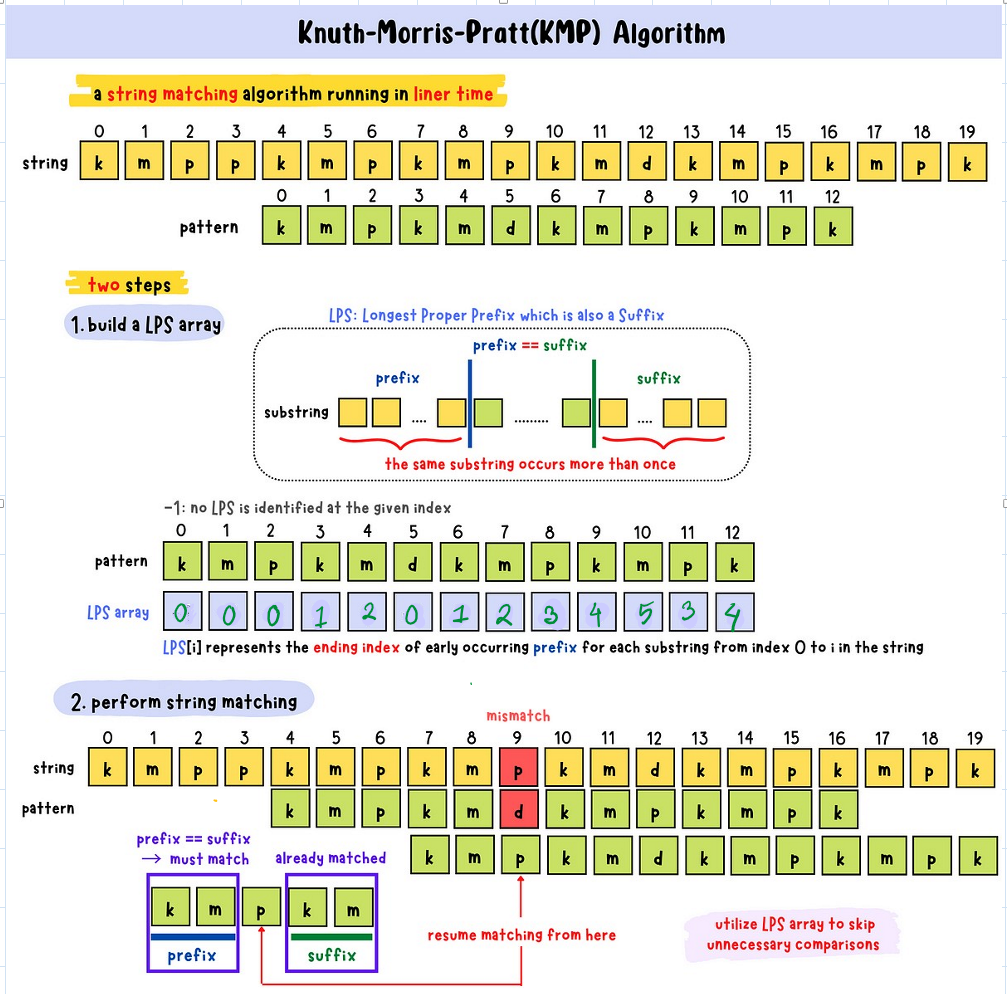 Knuth-Morris-Pratt(KMP) Algorithm
a string matching algorithm running in liner time
0 1 2 3 4 5 6 7 8 9 10 11 12 13 14 15 16 17 18 19
string k m p p k m p k m p k m d k m p k m p k
0 1 2 3 4 5 6 7 8 9 10 11 12
pattern k m p k m d k m p k m p k
two steps
1. build a LPS array
LPS: Longest Proper Prefix which is also a Suffix
prefix == suffix
prefix suffix
substring .... ......... ....
the same substring occurs more than once
-1: no LPS is identified at the given index
0 1 2 3 4 5 6 7 8 9 10 11 12
pattern k m p k m d k m p k m p k
LPS array 0 0 0 1 2 0 1 2 3 4 5 3 4
LPS[i] represents the ending index of early occurring prefix for each substring from index 0 to i in the string
2. perform string matching
mismatch
0 1 2 3 4 5 6 7 8 9 10 11 12 13 14 15 16 17 18 19
string k m p p k m p k m p k m d k m p k m p k
pattern k m p k m d k m p k m p k
k m p k m d k m p k m p k
prefix == suffix
→ must match already matched
k m p k m
prefix suffix
resume matching from here
utilize LPS array to skip
unnecessary comparisons